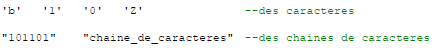 'b' '1' '0' 'Z' --des caracteres
"101101" "chaine_de_caracteres" --des chaines de caracteres